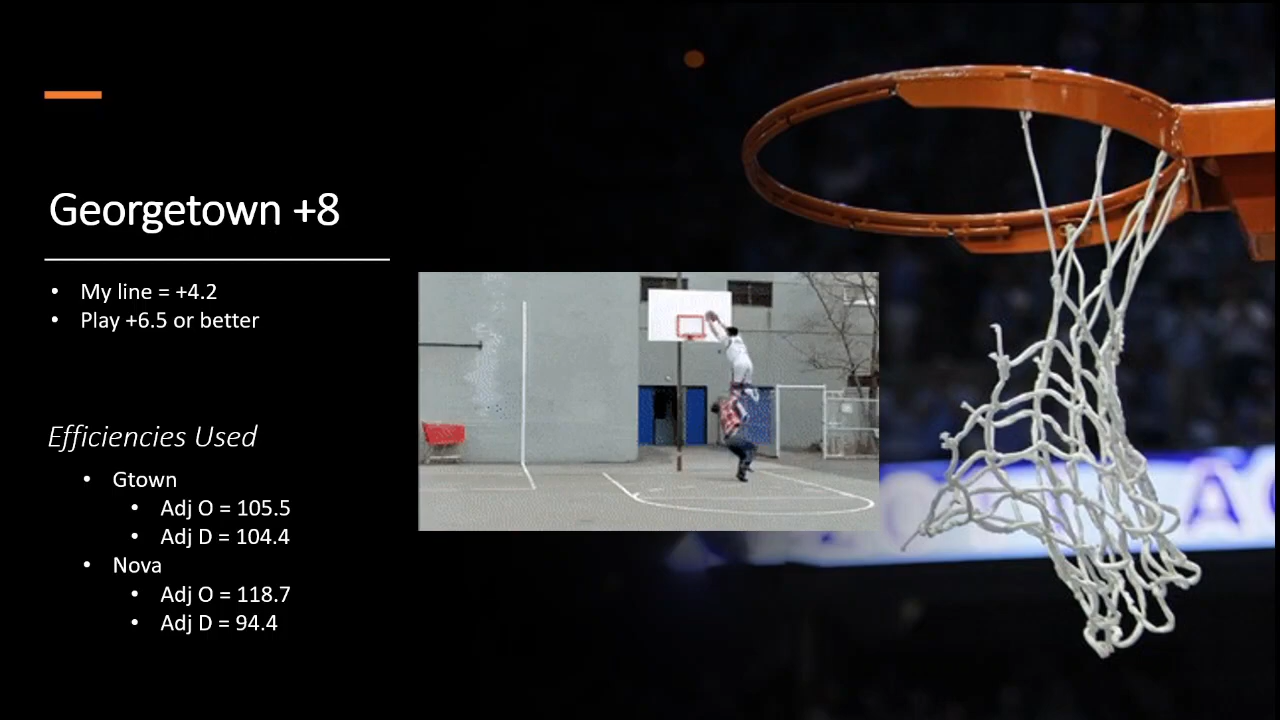 Georgetown +8
• My line = +4.2
• Play +6.5 or better
Efficiencies Used
• Gtown
• Adj O = 105.5
• Adj D = 104.4
• Nova
• Adj O = 118.7
• Adj D = 94.4